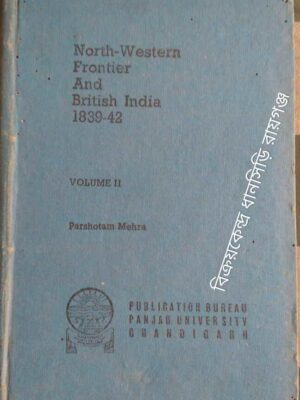 North-Western
Frontier
And
British India
1839-42
VOLUME II
Parshotam Mehra
PUBLICATION BUREAU
PANJAB UNIVERSITY
CHANDIGARH
বিক্রয়কেন্দ্র ধানসিড়ি রায়গঞ্জ